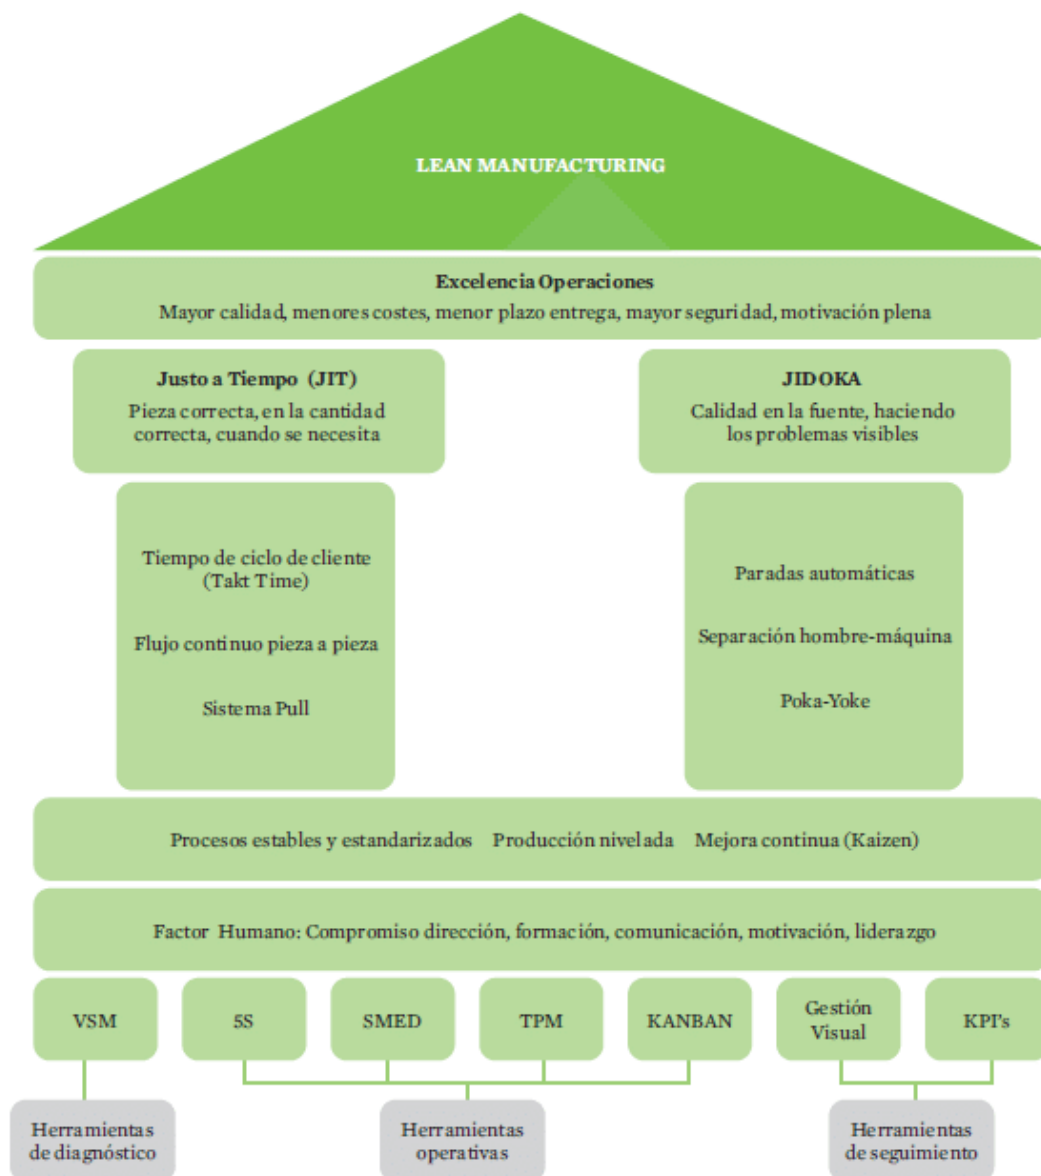 LEAN MANUFACTURING
Excelencia Operaciones
Mayor calidad, menores costes, menor plazo entrega, mayor seguridad, motivación plena
Justo a Tiempo (JIT)
Pieza correcta, en la cantidad
correcta, cuando se necesita
JIDOKA
Calidad en la fuente, haciendo
los problemas visibles
Tiempo de ciclo de cliente
(Takt Time)
Flujo continuo pieza a pieza
Sistema Pull
Paradas automáticas
Separación hombre-máquina
Poka-Yoke
Procesos estables y estandarizados Producción nivelada Mejora continua (Kaizen)
Factor Humano: Compromiso dirección, formación, comunicación, motivación, liderazgo
VSM
5S
SMED
TPM
KANBAN
Gestión
Visual
KPI's
Herramientas
de diagnóstico
Herramientas
operativas
Herramientas
de seguimiento